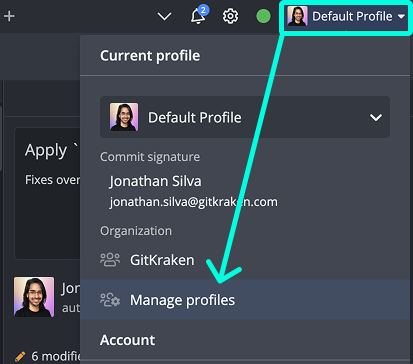 2
Default Profile
Current profile
Default Profile
Apply `
Commit signature
Fixes over
Jonathan Silva
jonathan.silva@gitkraken.com
Organization
GitKraken
Jon
aut
Manage profiles
Account
6 modifie